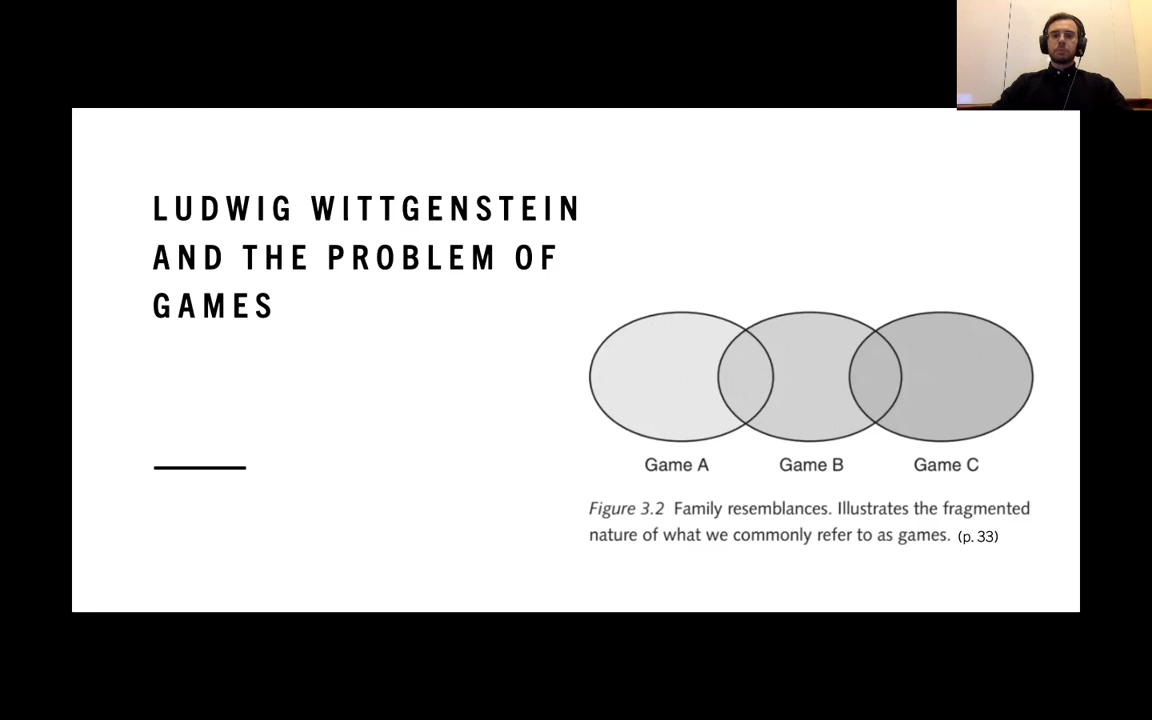 LUDWIG WITTGENSTEIN
AND THE PROBLEM OF
GAMES
Game A Game B Game C
Figure 3.2 Family resemblances. Illustrates the fragmented
nature of what we commonly refer to as games. (p. 33)